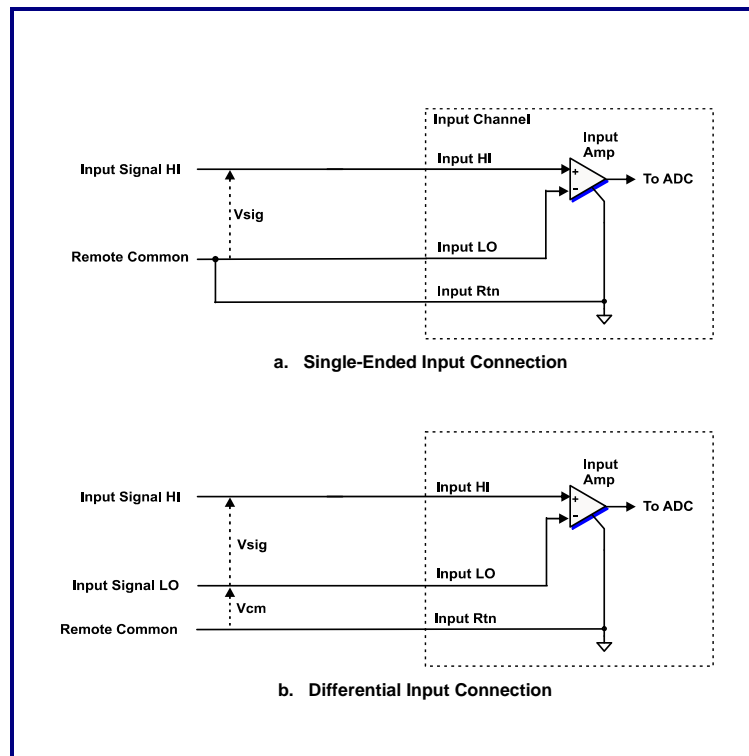 Input Channel
Input
Amp
Input Signal HI
Input HI
+
To ADC
-
Vsig
Remote Common
Input LO
Input Rtn
a. Single-Ended Input Connection
Input
Amp
Input Signal HI
Input HI
+
To ADC
-
Vsig
Input Signal LO
Input LO
Vcm
Remote Common
Input Rtn
b. Differential Input Connection